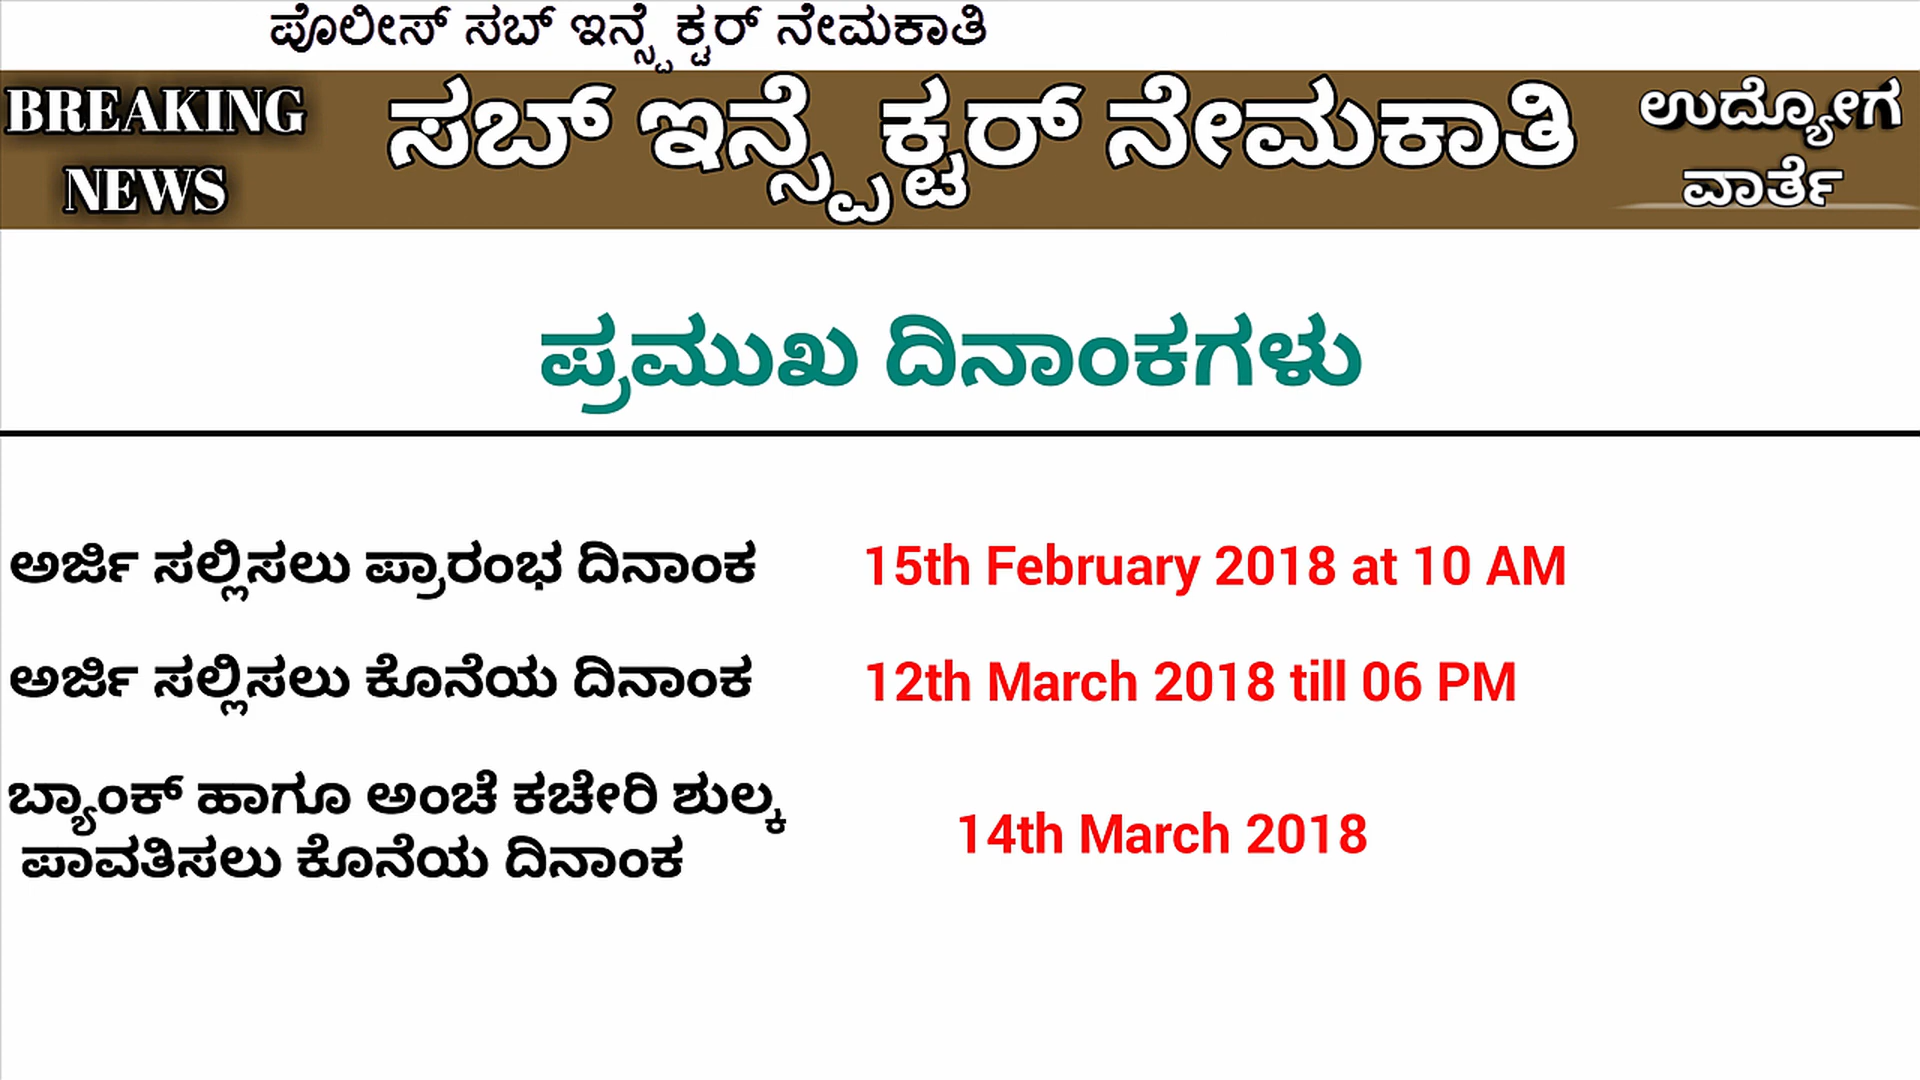 ಪೊಲೀಸ್ ಸಬ್ ಇನ್ಸ್ಪೆಕ್ಟರ್ ನೇಮಕಾತಿ
BREAKING NEWS
ಸಬ್ ಇನ್ಸ್ಪೆಕ್ಟರ್ ನೇಮಕಾತಿ
ಉದ್ಯೋಗ
ವಾರ್ತೆ
ಪ್ರಮುಖ ದಿನಾಂಕಗಳು
ಅರ್ಜಿ ಸಲ್ಲಿಸಲು ಪ್ರಾರಂಭ ದಿನಾಂಕ 15th February 2018 at 10 AM
ಅರ್ಜಿ ಸಲ್ಲಿಸಲು ಕೊನೆಯ ದಿನಾಂಕ 12th March 2018 till 06 PM
ಬ್ಯಾಂಕ್ ಹಾಗೂ ಅಂಚೆ ಕಚೇರಿ ಶುಲ್ಕ
ಪಾವತಿಸಲು ಕೊನೆಯ ದಿನಾಂಕ
14th March 2018